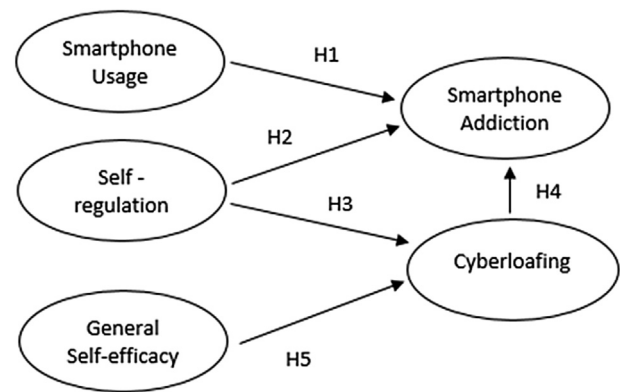 Smartphone
Usage
H1
Smartphone
Addiction
H2
Self -
regulation
H3
H4
Cyberloafing
General
Self-efficacy
H5